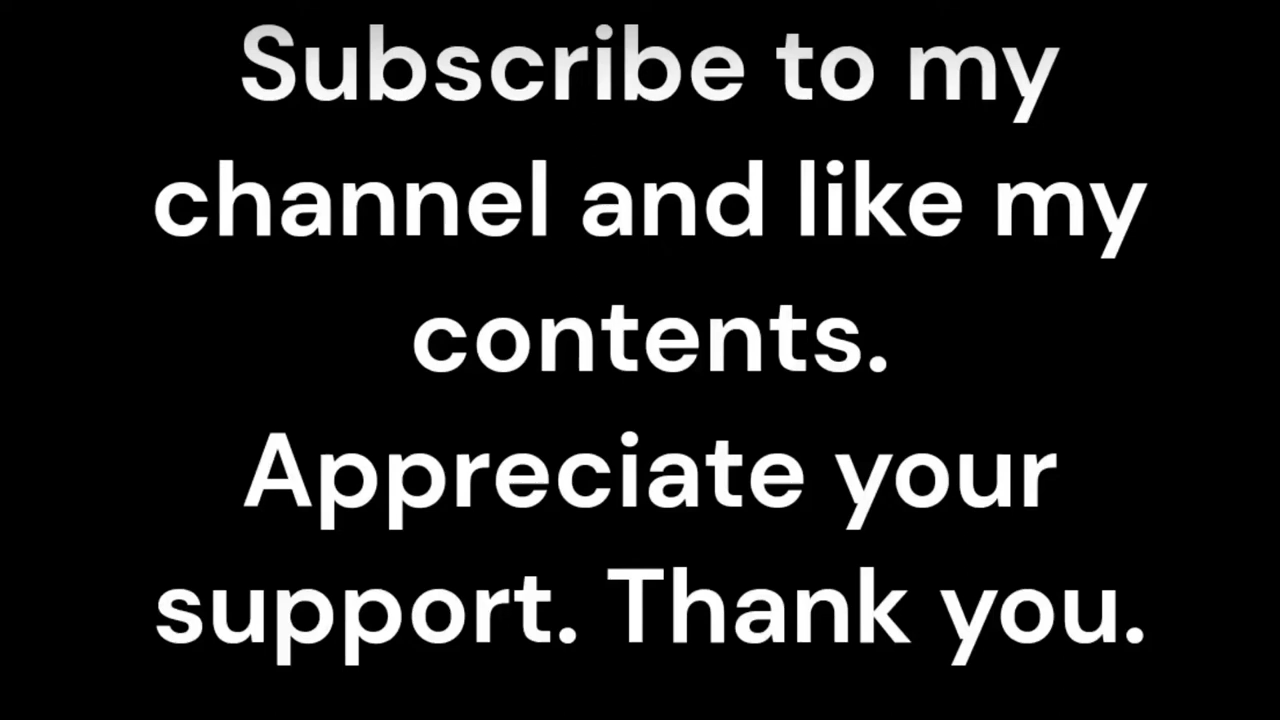 Subscribe to my
channel and like my
contents.
Appreciate your
support. Thank you.